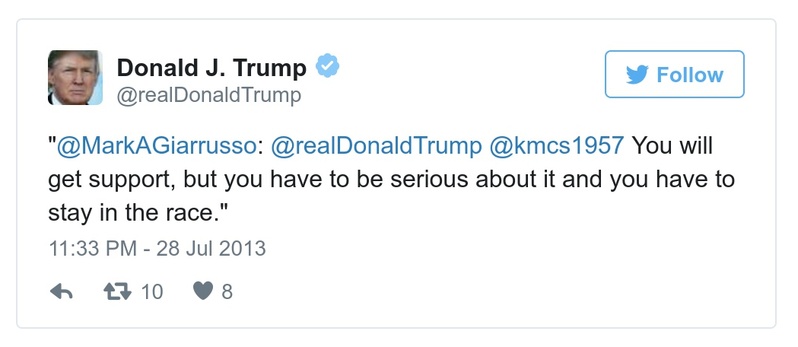 Donald J. Trump
@realDonaldTrump
Follow
"@MarkAGiarrusso: @realDonaldTrump @kmcs1957 You will
get support, but you have to be serious about it and you have to
stay in the race."
11:33 PM - 28 Jul 2013
10 8